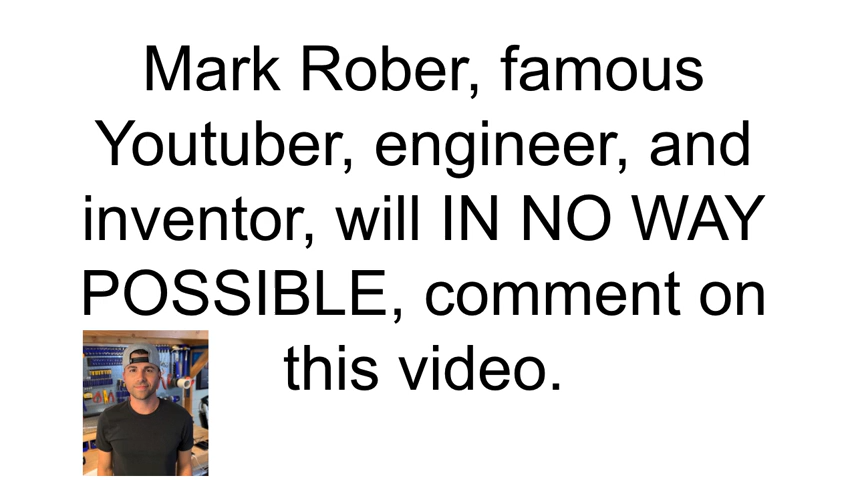 Mark Rober, famous
Youtuber, engineer, and
inventor, will IN NO WAY
POSSIBLE, comment on
this video.